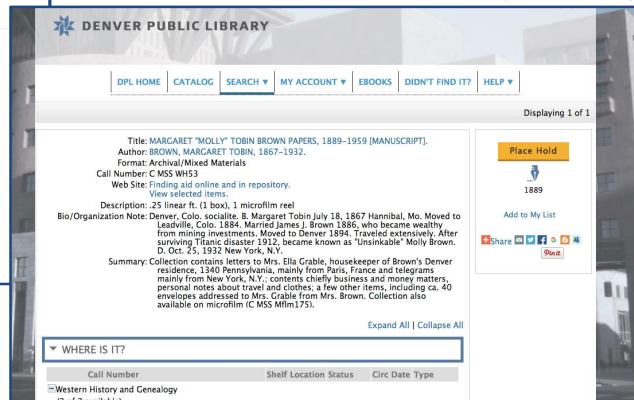 DENVER PUBLIC LIBRARY
DPL HOME CATALOG SEARCH ▼ MY ACCOUNT ▼ EBOOKS DIDN'T FIND IT? HELP ▼
Displaying 1 of 1
Title: MARGARET "MOLLY" TOBIN BROWN PAPERS, 1889-1959 [MANUSCRIPT].
Author: BROWN, MARGARET TOBIN, 1867-1932.
Format: Archival/Mixed Materials
Call Number: C MSS WH53
Web Site: Finding aid online and in repository.
View selected items.
Description: .25 linear ft. (1 box), 1 microfilm reel
Bio/Organization Note: Denver, Colo. socialite. B. Margaret Tobin July 18, 1867 Hannibal, Mo. Moved to
Leadville, Colo. 1884. Married James J. Brown 1886, who became wealthy
from mining investments. Moved to Denver 1894. Traveled extensively. After
surviving Titanic disaster 1912, became known as "Unsinkable" Molly Brown.
D. Oct. 25, 1932 New York, N.Y.
Summary: Collection contains letters to Mrs. Ella Grable, housekeeper of Brown's Denver
residence, 1340 Pennsylvania, mainly from Paris, France and telegrams
mainly from New York, N.Y.; contents chiefly business and money matters,
personal notes about travel and clothes; a few other items, including ca. 40
envelopes addressed to Mrs. Grable from Mrs. Brown. Collection also
available on microfilm (C MSS Mflm175).
Expand All | Collapse All
Place Hold
1889
Add to My List
Share
Pin it
▼ WHERE IS IT?
Call Number Shelf Location Status Circ Date Type
Western History and Genealogy